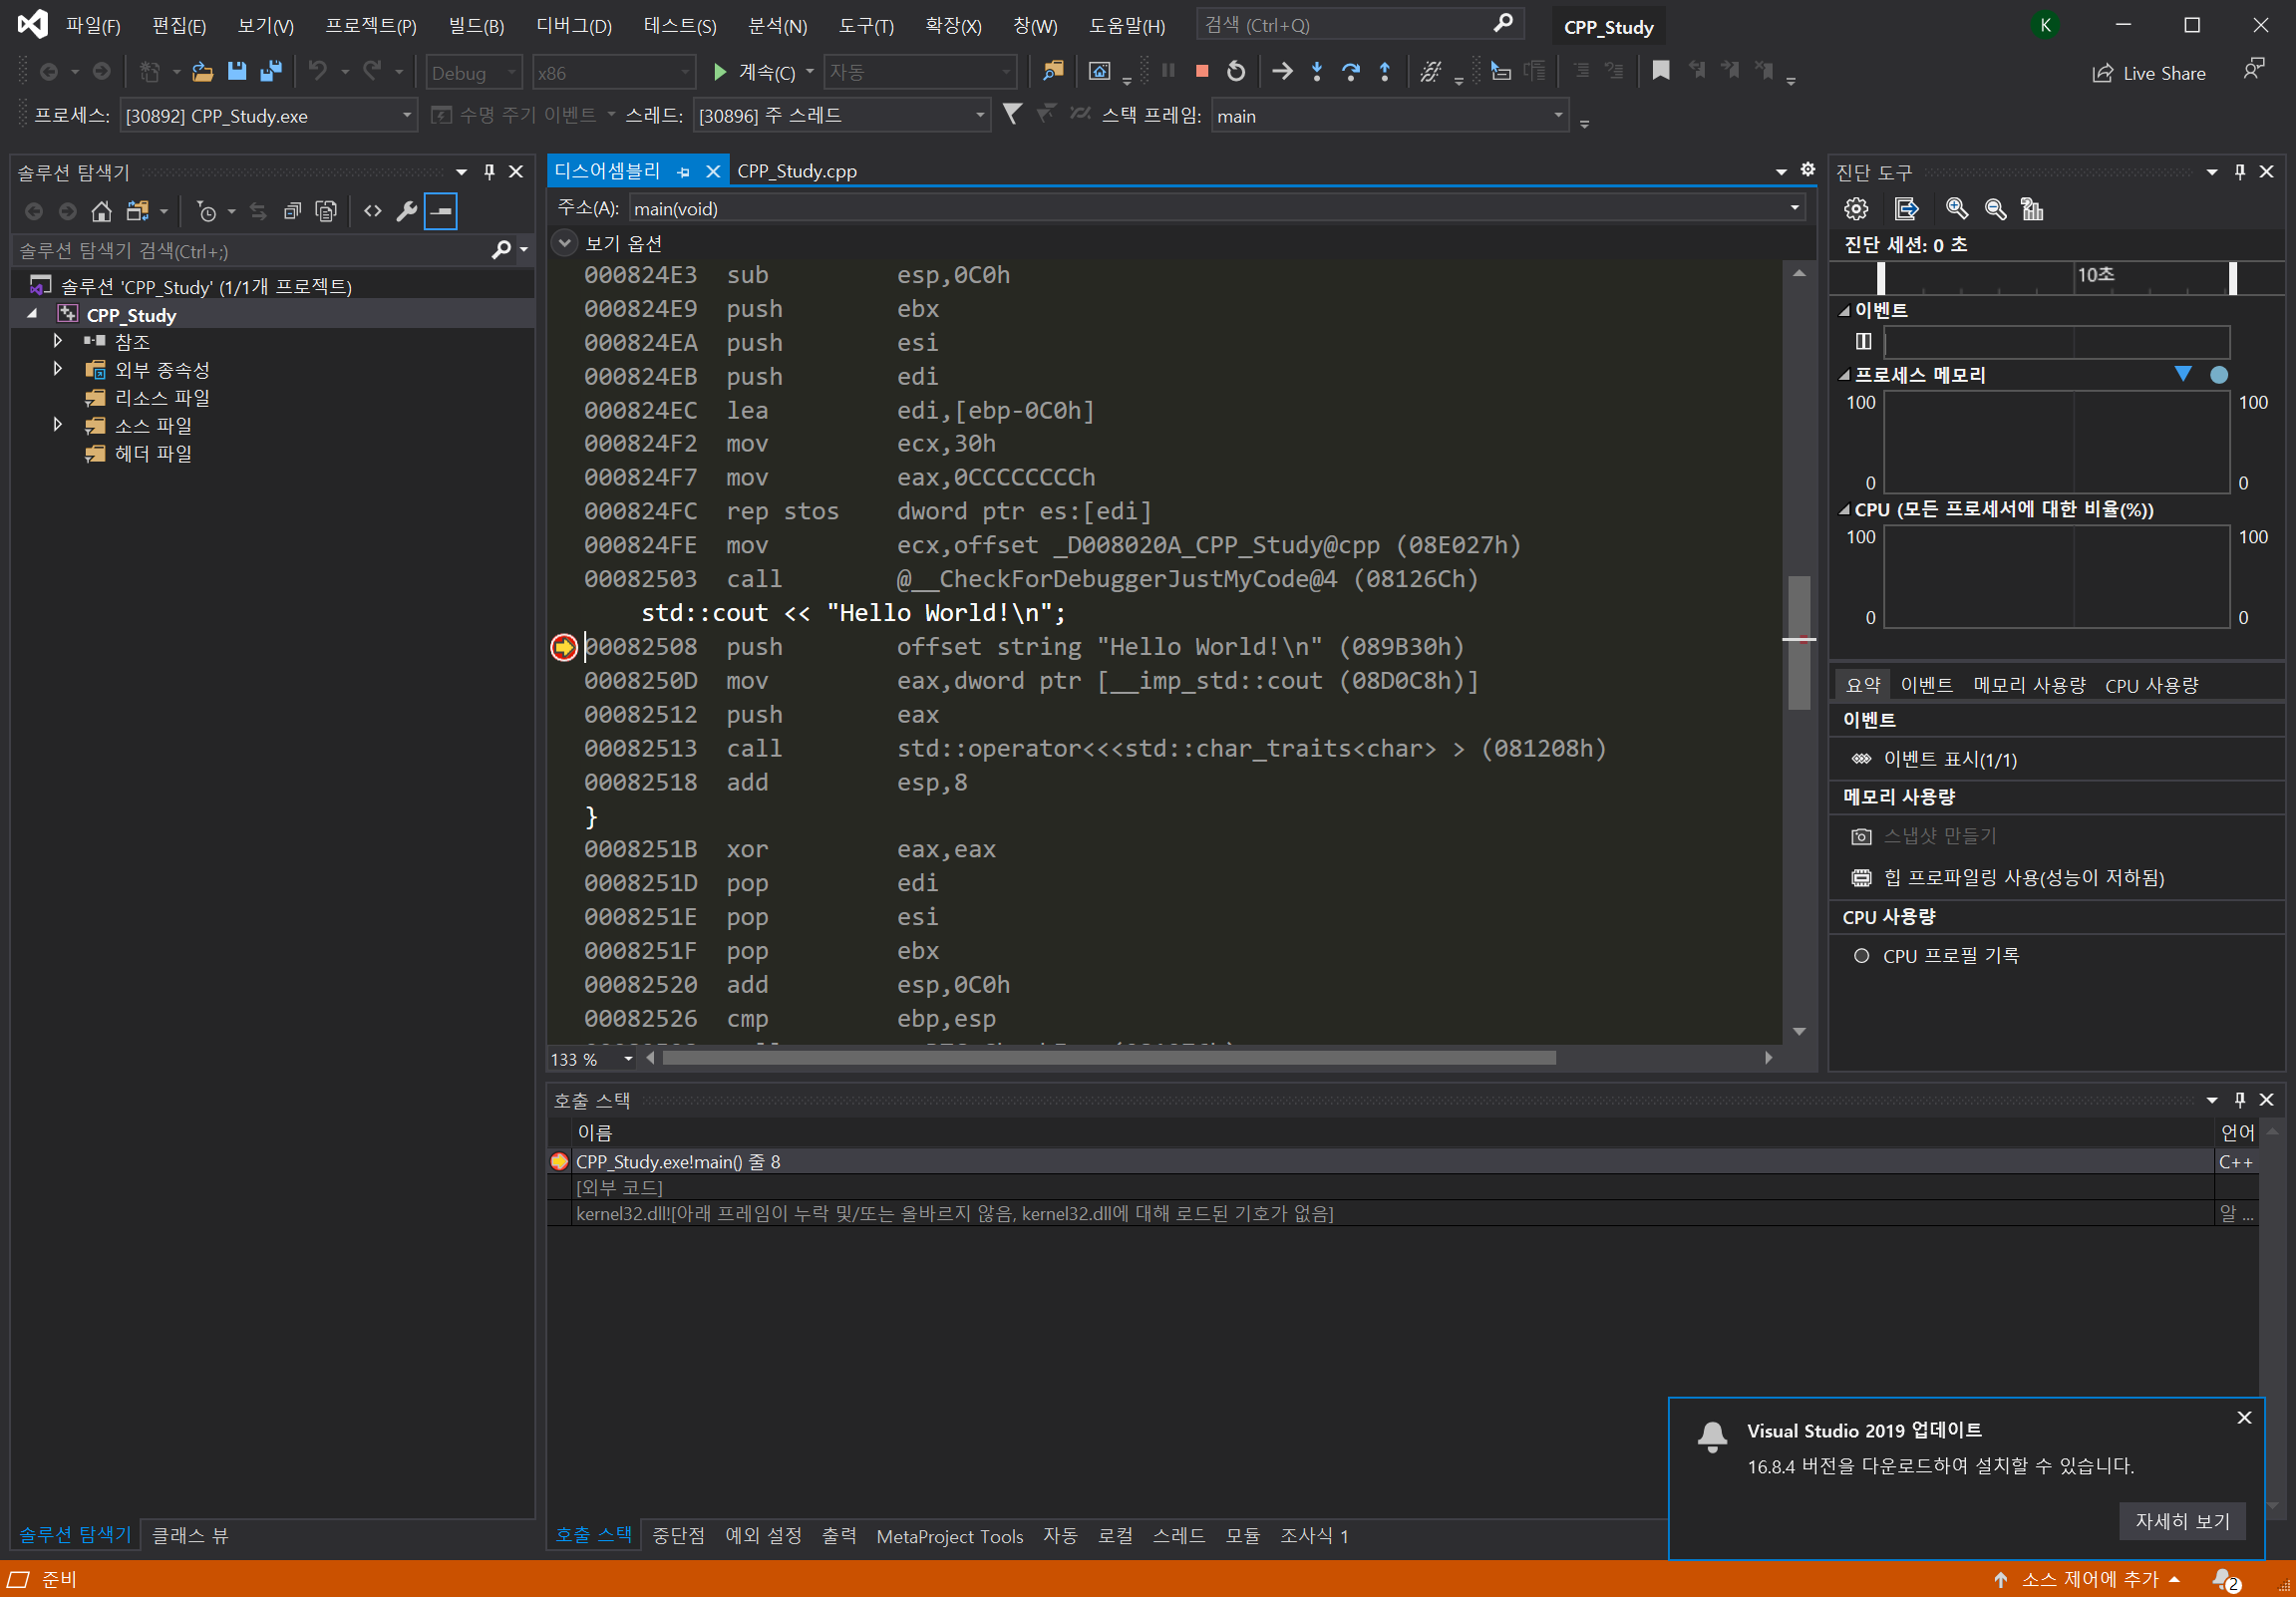 파일(F) 편집(E) 보기(V) 프로젝트(P) 빌드(B) 디버그(D) 테스트(S) 분석(N) 도구(T) 확장(X) 창(W) 도움말(H) 검색 (Ctrl+Q) CPP_Study K
Debug x86 계속(C) 자동 Live Share
프로세스: [30892] CPP_Study.exe 수명 주기 이벤트 스레드: [30896] 주 스레드 스택 프레임: main
솔루션 탐색기
솔루션 탐색기 검색(Ctrl+;)
솔루션 'CPP_Study' (1/1개 프로젝트)
CPP_Study
참조
외부 종속성
리소스 파일
소스 파일
헤더 파일
솔루션 탐색기 클래스 뷰
디스어셈블리 CPP_Study.cpp
주소(A): main(void)
보기 옵션
000824E3 sub esp,0C0h
000824E9 push ebx
000824EA push esi
000824EB push edi
000824EC lea edi,[ebp-0C0h]
000824F2 mov ecx,30h
000824F7 mov eax,0CCCCCCCCh
000824FC rep stos dword ptr es:[edi]
000824FE mov ecx,offset _D008020A_CPP_Study@cpp (08E027h)
00082503 call @__CheckForDebuggerJustMyCode@4 (08126Ch)
std::cout << "Hello World!\n";
00082508 push offset string "Hello World!\n" (089B30h)
0008250D mov eax,dword ptr [__imp_std::cout (08D0C8h)]
00082512 push eax
00082513 call std::operator<<<std::char_traits<char> > (081208h)
00082518 add esp,8
}
0008251B xor eax,eax
0008251D pop edi
0008251E pop esi
0008251F pop ebx
00082520 add esp,0C0h
00082526 cmp ebp,esp
133 %
진단 도구
진단 세션: 0 초
10초
이벤트
프로세스 메모리
100 100
0 0
CPU (모든 프로세서에 대한 비율(%))
100 100
0 0
요약 이벤트 메모리 사용량 CPU 사용량
이벤트
이벤트 표시(1/1)
메모리 사용량
스냅샷 만들기
힙 프로파일링 사용(성능이 저하됨)
CPU 사용량
CPU 프로필 기록
호출 스택
이름 언어
CPP_Study.exe!main() 줄 8 C++
[외부 코드]
kernel32.dll![아래 프레임이 누락 및/또는 올바르지 않음, kernel32.dll에 대해 로드된 기호가 없음] 알 ...
호출 스택 중단점 예외 설정 출력 MetaProject Tools 자동 로컬 스레드 모듈 조사식 1
Visual Studio 2019 업데이트
16.8.4 버전을 다운로드하여 설치할 수 있습니다.
자세히 보기
준비 소스 제어에 추가 2